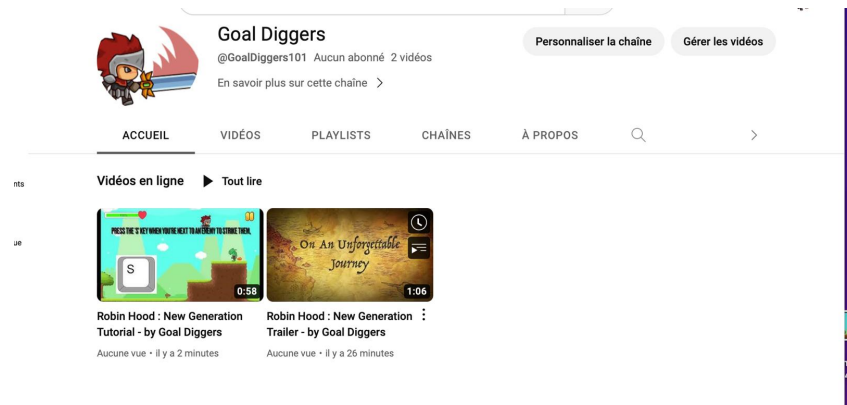 Goal Diggers
@GoalDiggers101 Aucun abonné 2 vidéos
En savoir plus sur cette chaîne
Personnaliser la chaîne
Gérer les vidéos
ACCUEIL VIDÉOS PLAYLISTS CHAÎNES À PROPOS
nts
Vidéos en ligne Tout lire
ue
PRESS THE 'S' KEY WHEN YOU'RE NEXT TO AN ENEMY TO STRIKE THEM.
S
0:58
On An Unforgettable
Journey
1:06
Robin Hood : New Generation
Tutorial - by Goal Diggers
Aucune vue • il y a 2 minutes
Robin Hood : New Generation
Trailer - by Goal Diggers
Aucune vue • il y a 26 minutes